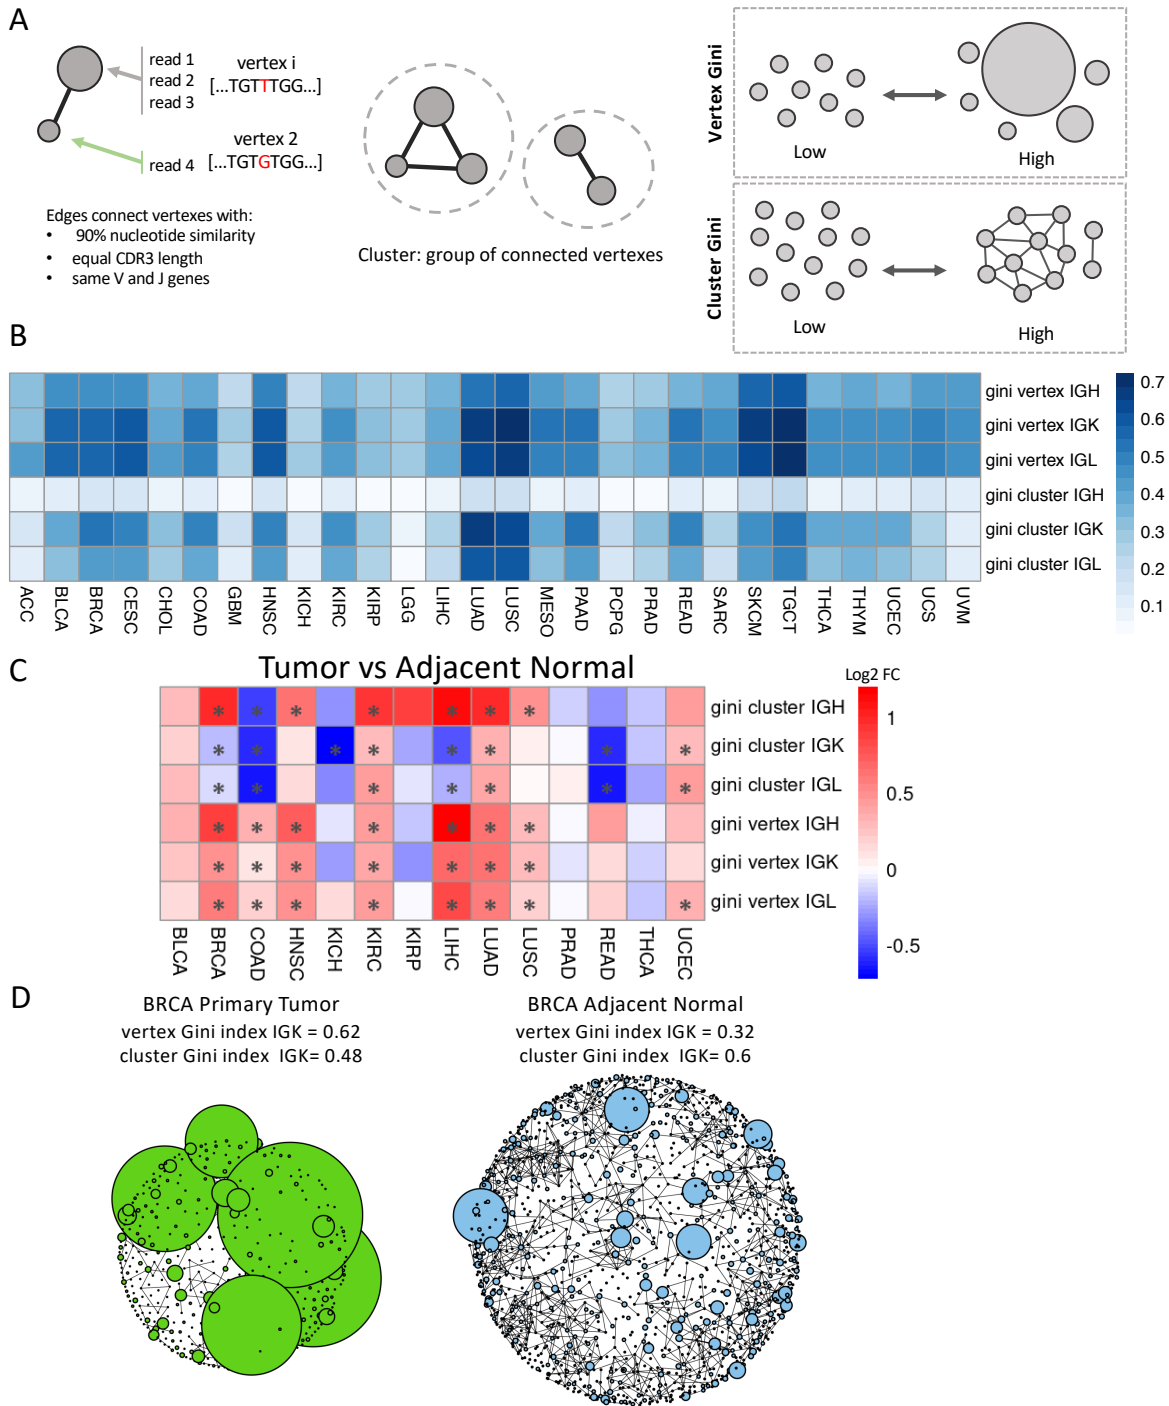 A
read 1
read 2
read 3
vertex i
[...TGTTTGG...]
read 4
vertex 2
[...TGTGTGG...]
Edges connect vertexes with:
• 90% nucleotide similarity
• equal CDR3 length
• same V and J genes
Cluster: group of connected vertexes
Vertex Gini
Low
High
Cluster Gini
Low
High
B
gini vertex IGH
gini vertex IGK
gini vertex IGL
gini cluster IGH
gini cluster IGK
gini cluster IGL
0.7
0.6
0.5
0.4
0.3
0.2
0.1
ACC BLCA BRCA CESC CHOL COAD GBM HNSC KICH KIRC KIRP LGG LIHC LUAD LUSC MESO PAAD PCPG PRAD READ SARC SKCM TGCT THCA THYM UCEC UCS UVM
C
Tumor vs Adjacent Normal
Log2 FC
gini cluster IGH
gini cluster IGK
gini cluster IGL
gini vertex IGH
gini vertex IGK
gini vertex IGL
1
0.5
0
-0.5
BLCA BRCA COAD HNSC KICH KIRC KIRP LIHC LUAD LUSC PRAD READ THCA UCEC
D
BRCA Primary Tumor
vertex Gini index IGK = 0.62
cluster Gini index IGK= 0.48
BRCA Adjacent Normal
vertex Gini index IGK = 0.32
cluster Gini index IGK= 0.6